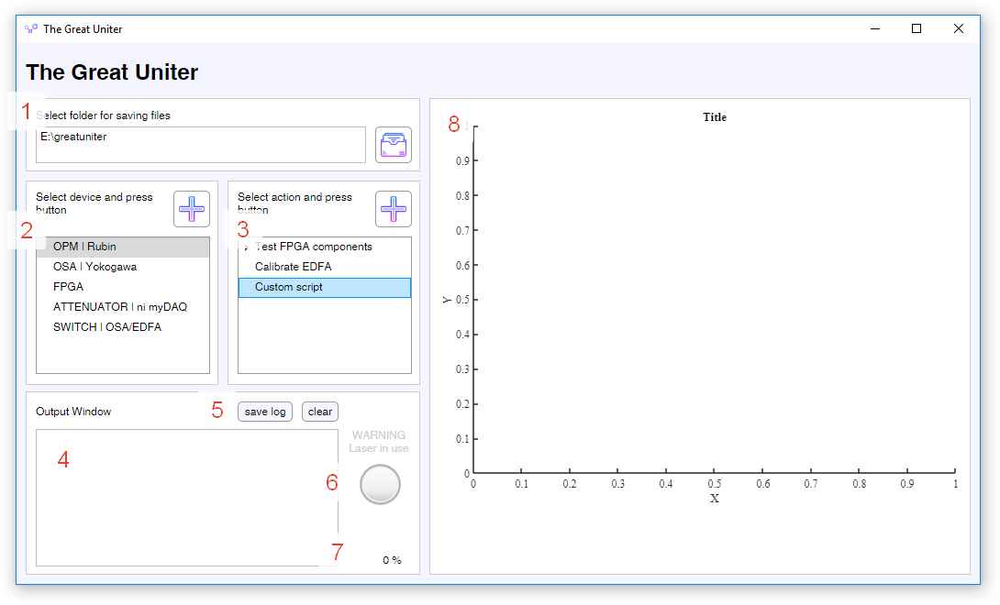 The Great Uniter
The Great Uniter
1
Select folder for saving files
E:\greatuniter
2
Select device and press
button
OPM | Rubin
OSA | Yokogawa
FPGA
ATTENUATOR | ni myDAQ
SWITCH | OSA/EDFA
3
Select action and press
button
Test FPGA components
Calibrate EDFA
Custom script
Output Window
5
save log
clear
4
WARNING
Laser in use
6
7
0 %
8
Title
1
0.9
0.8
0.7
0.6
Y
0.5
0.4
0.3
0.2
0.1
0
0 0.1 0.2 0.3 0.4 0.5 0.6 0.7 0.8 0.9 1
X